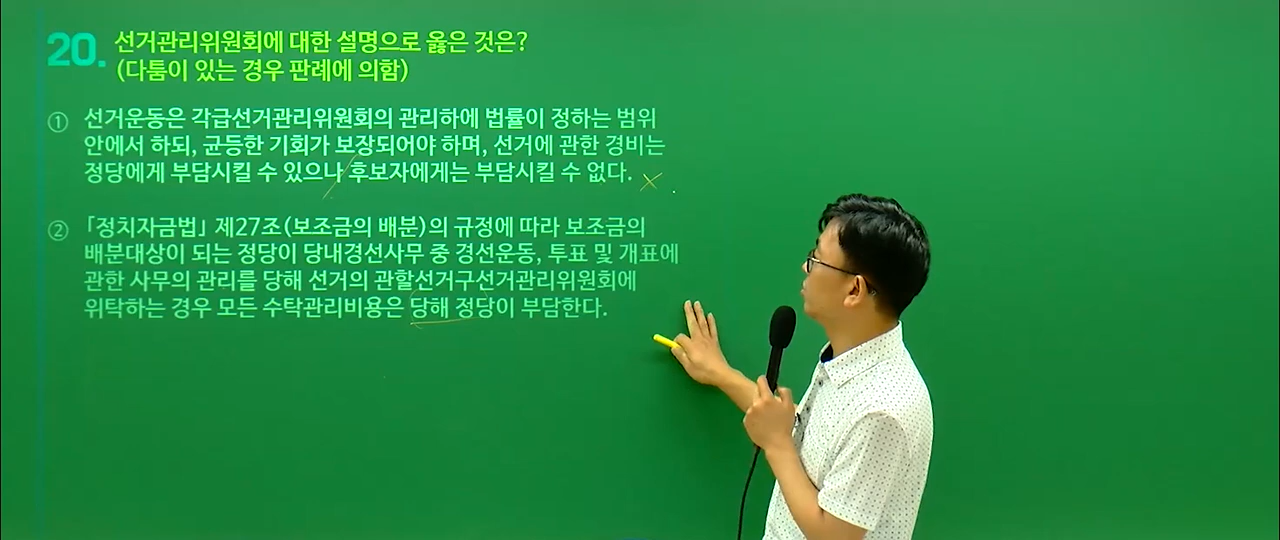 20. 선거관리위원회에 대한 설명으로 옳은 것은?
(다툼이 있는 경우 판례에 의함)
① 선거운동은 각급선거관리위원회의 관리하에 법률이 정하는 범위
안에서 하되, 균등한 기회가 보장되어야 하며, 선거에 관한 경비는
정당에게 부담시킬 수 있으나 후보자에게는 부담시킬 수 없다.
② 「정치자금법」 제27조(보조금의 배분)의 규정에 따라 보조금의
배분대상이 되는 정당이 당내경선사무 중 경선운동, 투표 및 개표에
관한 사무의 관리를 당해 선거의 관할선거구선거관리위원회에
위탁하는 경우 모든 수탁관리비용은 당해 정당이 부담한다.